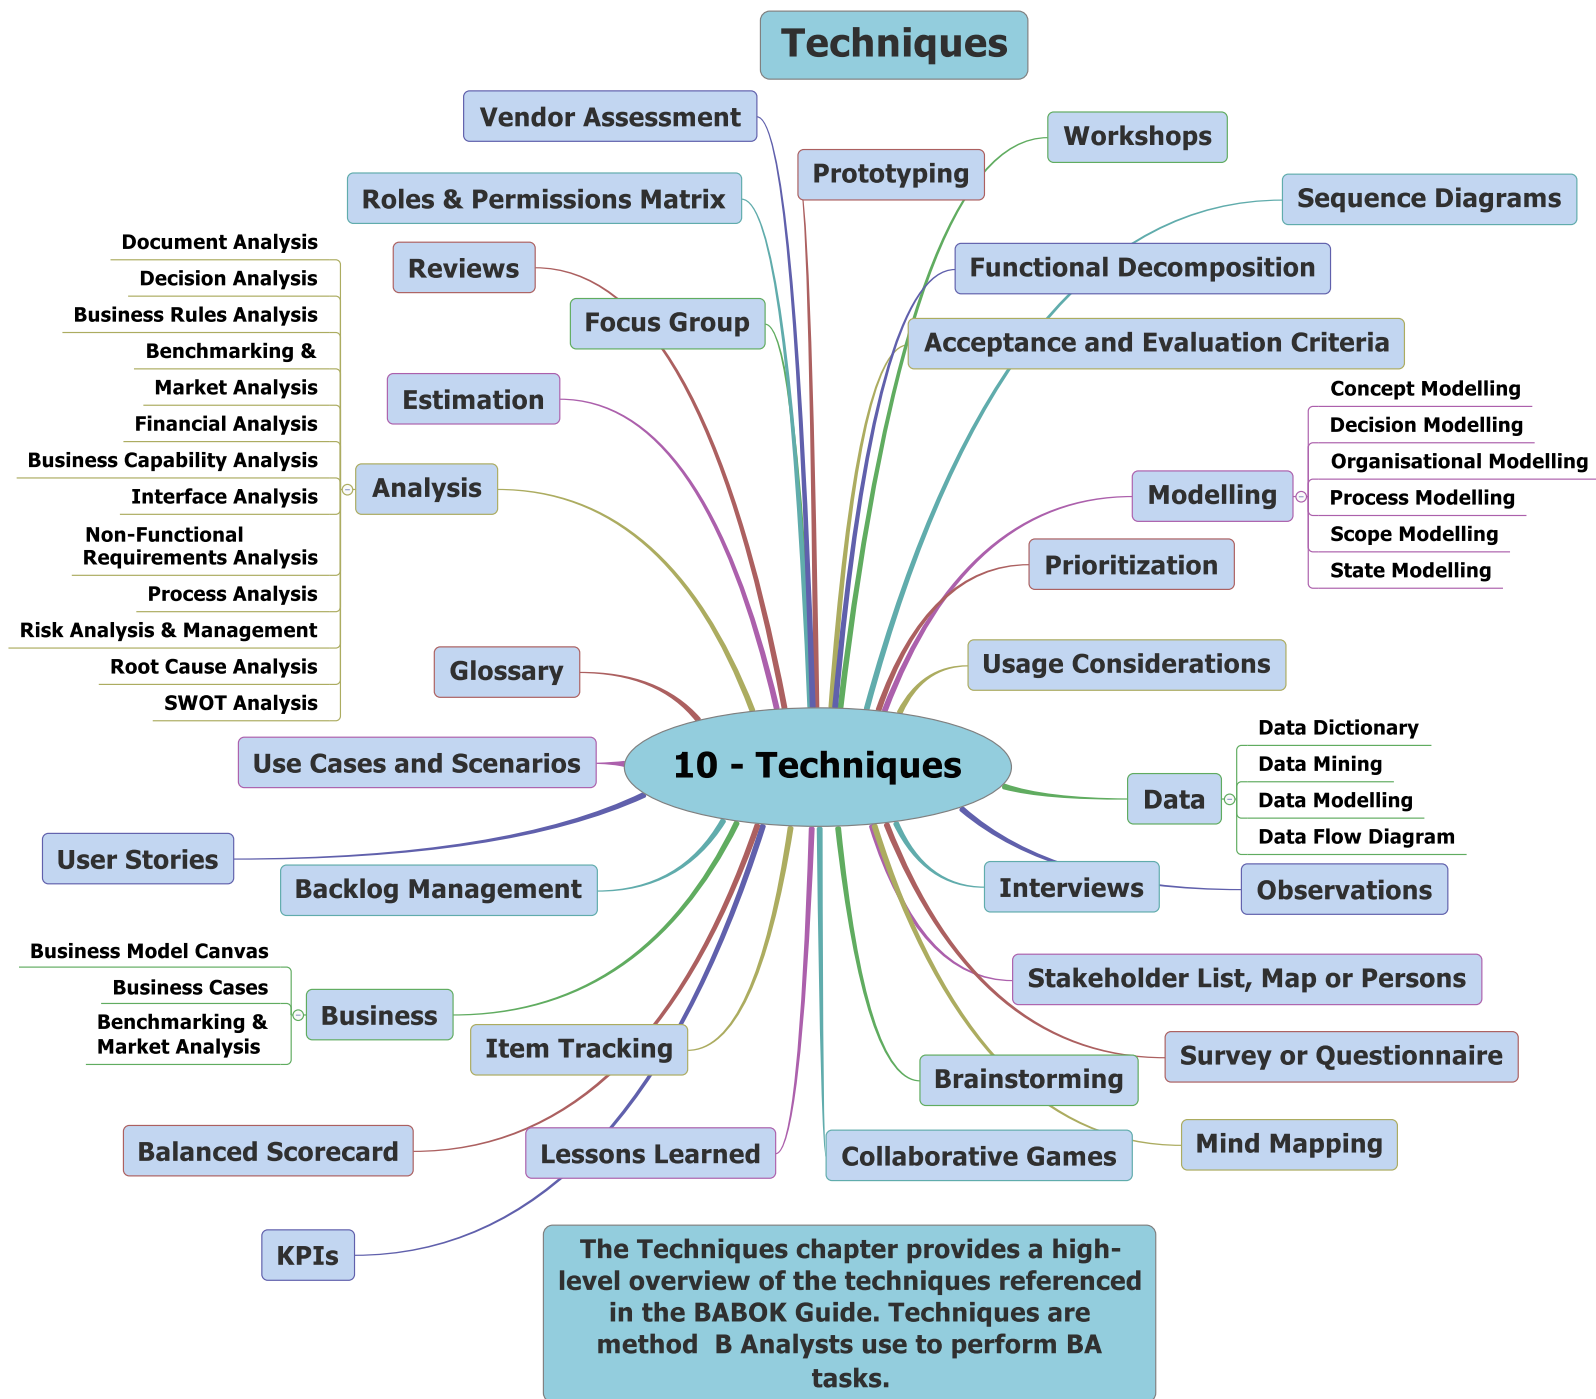 Techniques
Vendor Assessment
Workshops
Prototyping
Roles & Permissions Matrix
Sequence Diagrams
Reviews
Functional Decomposition
Focus Group
Acceptance and Evaluation Criteria
Estimation
Analysis
Document Analysis
Decision Analysis
Business Rules Analysis
Benchmarking &
Market Analysis
Financial Analysis
Business Capability Analysis
Interface Analysis
Non-Functional
Requirements Analysis
Process Analysis
Risk Analysis & Management
Root Cause Analysis
SWOT Analysis
Modelling
Concept Modelling
Decision Modelling
Organisational Modelling
Process Modelling
Scope Modelling
State Modelling
Prioritization
Glossary
Usage Considerations
Use Cases and Scenarios
10 - Techniques
Data
Data Dictionary
Data Mining
Data Modelling
Data Flow Diagram
User Stories
Backlog Management
Interviews
Observations
Business
Business Model Canvas
Business Cases
Benchmarking &
Market Analysis
Stakeholder List, Map or Persons
Item Tracking
Survey or Questionnaire
Brainstorming
Balanced Scorecard
Lessons Learned
Collaborative Games
Mind Mapping
KPIs
The Techniques chapter provides a high-
level overview of the techniques referenced
in the BABOK Guide. Techniques are
method  B Analysts use to perform BA
tasks.